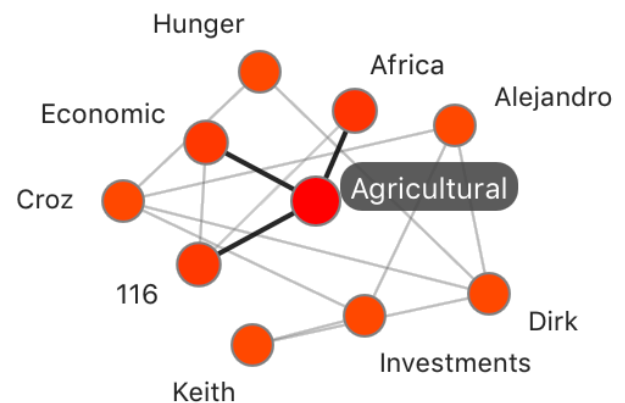 Hunger
Africa
Alejandro
Economic
Agricultural
Croz
116
Dirk
Investments
Keith